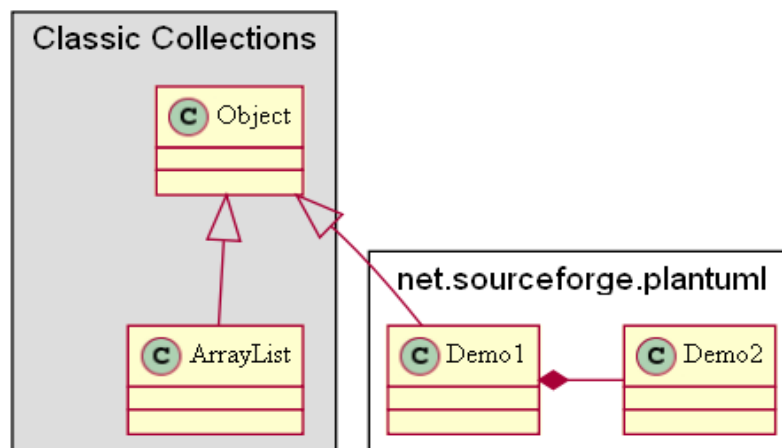 Classic Collections
C Object
net.sourceforge.plantuml
C ArrayList
C Demo1
C Demo2